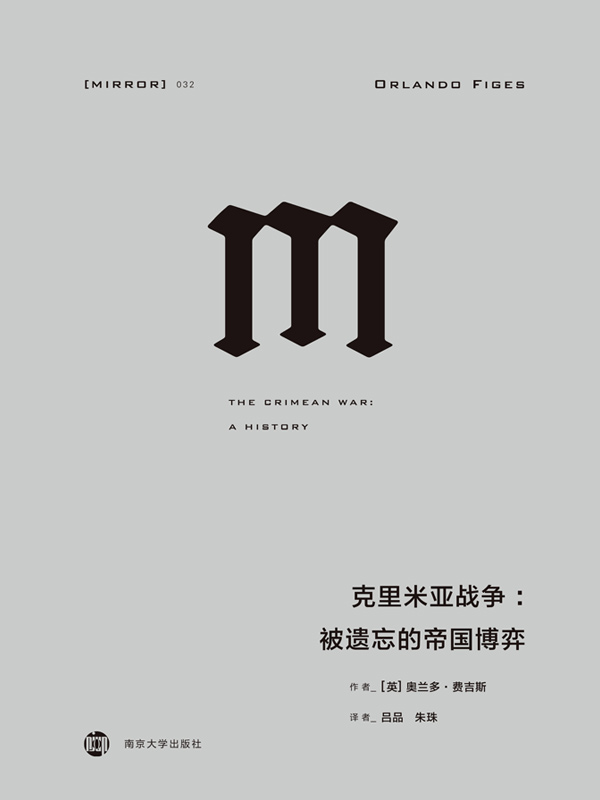 [MIRROR] 032
ORLANDO FIGES
m
THE CRIMEAN WAR:
A HISTORY
克里米亚战争：
被遗忘的帝国博弈
作者_ [英] 奥兰多·费吉斯
译者_ 吕品 朱珠
南京大学出版社